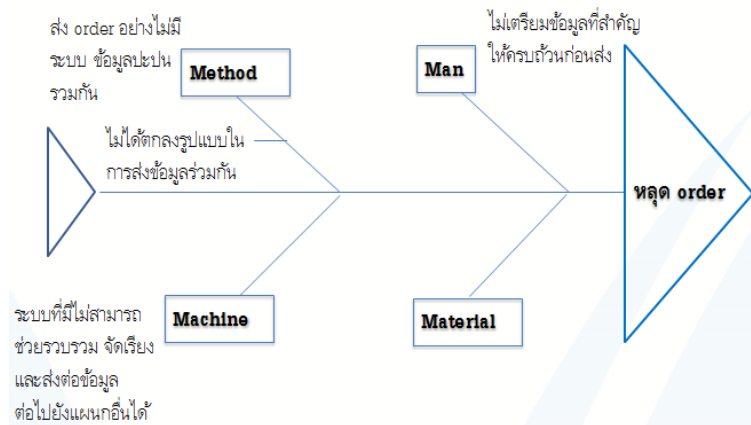 ส่ง order อย่างไม่มี
ระบบ ข้อมูลปะปน
รวมกัน
Method
ไม่เตรียมข้อมูลที่สำคัญ
ให้ครบถ้วนก่อนส่ง
Man
ไม่ได้ตกลงรูปแบบใน
การส่งข้อมูลร่วมกัน
หลุด order
ระบบที่มีไม่สามารถ
ช่วยรวบรวม จัดเรียง
และส่งต่อข้อมูล
ต่อไปยังแผนกอื่นได้
Machine
Material